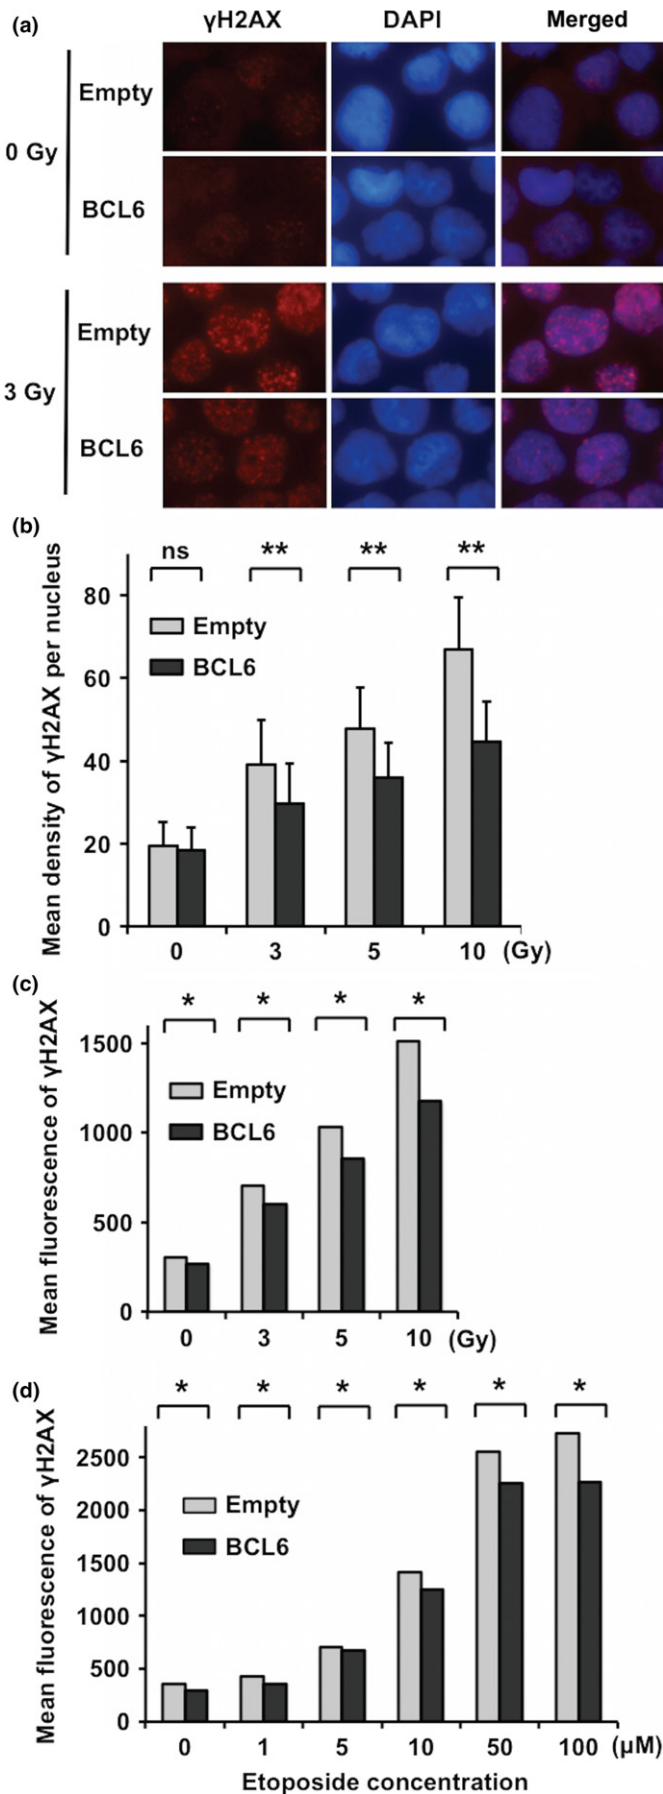 (a)
γH2AX DAPI Merged
Empty
0 Gy
BCL6
Empty
3 Gy
BCL6
(b)
ns ** ** **
Mean density of γH2AX per nucleus
80
60
40
20
0
Empty
BCL6
0 3 5 10 (Gy)
(c)
* * * *
Mean fluorescence of γH2AX
1500
1000
500
0
Empty
BCL6
0 3 5 10 (Gy)
(d)
* * * * * *
Mean fluorescence of γH2AX
2500
2000
1500
1000
500
0
Empty
BCL6
0 1 5 10 50 100 (μM)
Etoposide concentration